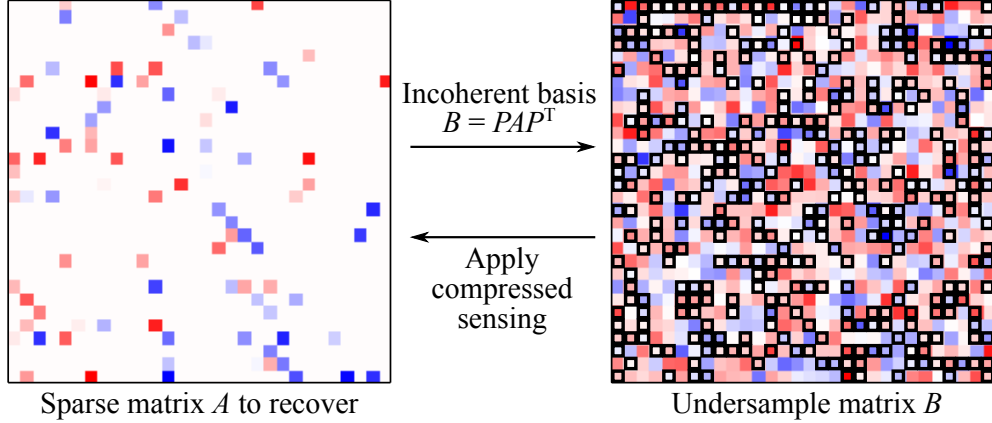 Incoherent basis
B = PAPᵀ
Apply
compressed
sensing
Sparse matrix A to recover
Undersample matrix B